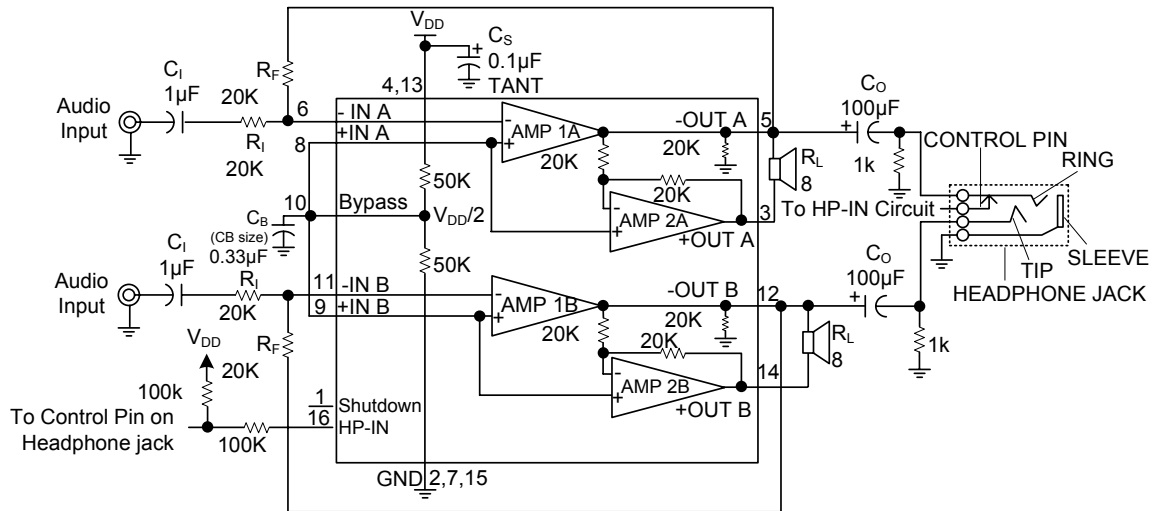 VDD
CS
0.1µF
TANT
4,13
RF
CI
1µF
Audio
Input
20K
RI
20K
6
- IN A
+IN A
8
AMP 1A
20K
-OUT A
5
20K
20K
AMP 2A
+OUT A
3
RL
8
CO
100µF
1k
CONTROL PIN
RING
To HP-IN Circuit
TIP
SLEEVE
HEADPHONE JACK
50K
10
Bypass
VDD/2
CB
(CB size)
0.33µF
50K
CI
1µF
Audio
Input
RI
20K
11
-IN B
9
+IN B
AMP 1B
20K
-OUT B
12
20K
20K
AMP 2B
+OUT B
14
RL
8
CO
100µF
1k
VDD
RF
20K
100k
To Control Pin on
Headphone jack
100K
1
Shutdown
16
HP-IN
GND 2,7,15